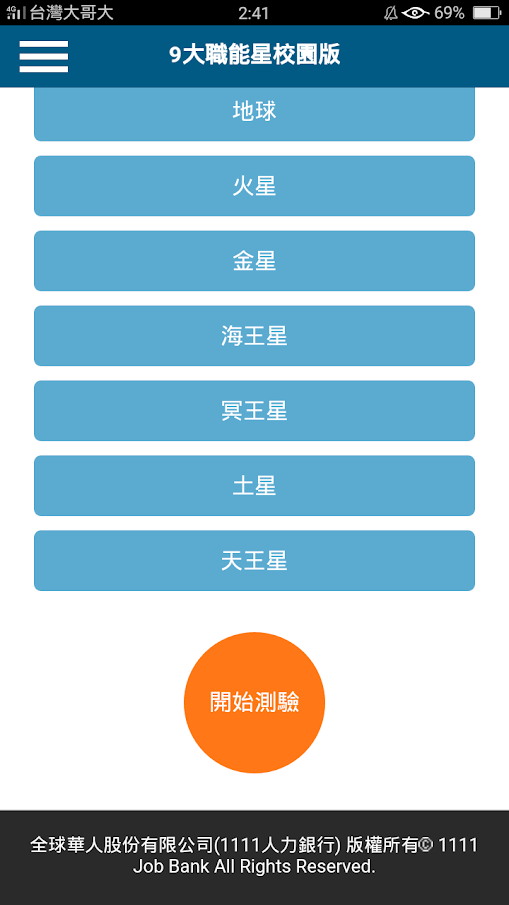 4G 台灣大哥大 2:41 69%
9大職能星校園版
地球
火星
金星
海王星
冥王星
土星
天王星
開始測驗
全球華人股份有限公司(1111人力銀行) 版權所有© 1111
Job Bank All Rights Reserved.